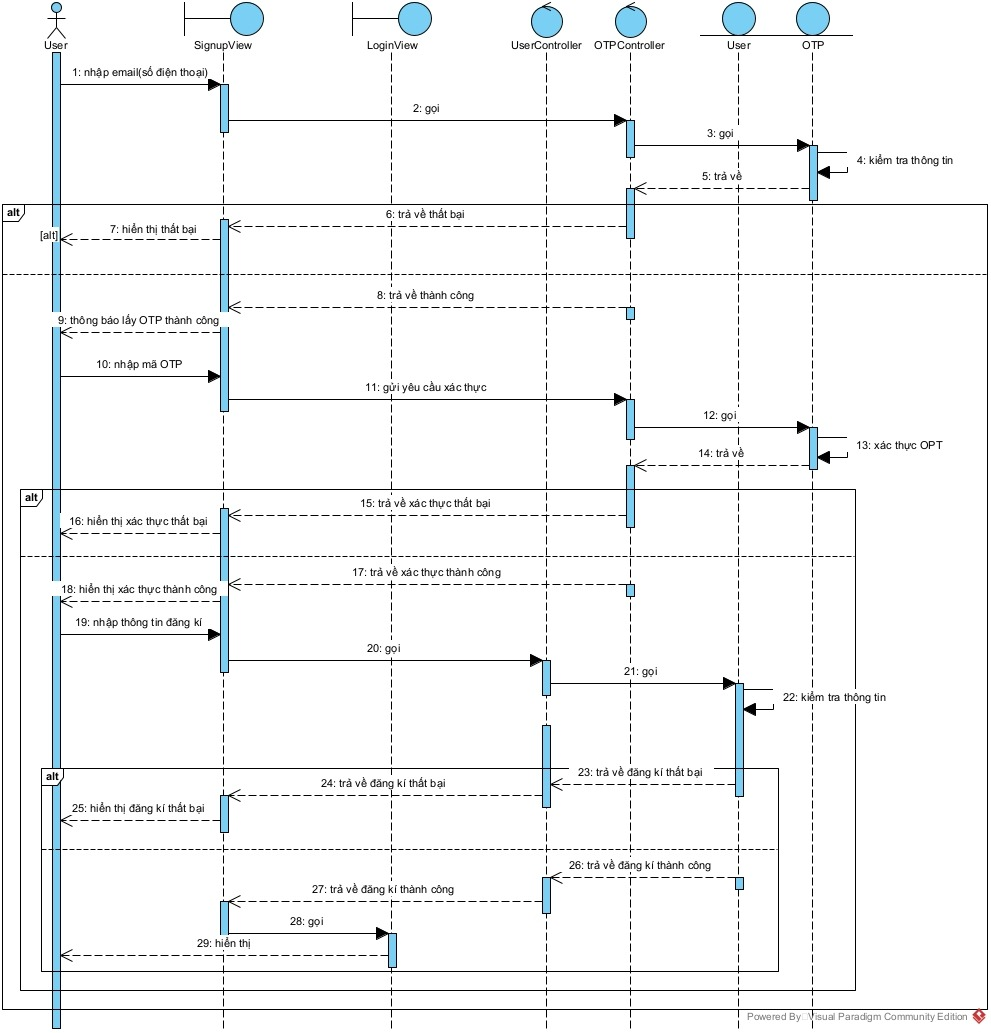 User
SignupView
LoginView
UserController
OTPController
User
OTP
1: nhập email(số điện thoại)
2: gọi
3: gọi
4: kiểm tra thông tin
5: trả về
alt
6: trả về thất bại
[alt]
7: hiển thị thất bại
8: trả về thành công
9: thông báo lấy OTP thành công
10: nhập mã OTP
11: gửi yêu cầu xác thực
12: gọi
13: xác thực OPT
14: trả về
alt
15: trả về xác thực thất bại
16: hiển thị xác thực thất bại
17: trả về xác thực thành công
18: hiển thị xác thực thành công
19: nhập thông tin đăng kí
20: gọi
21: gọi
22: kiểm tra thông tin
alt
23: trả về đăng kí thất bại
24: trả về đăng kí thất bại
25: hiển thị đăng kí thất bại
26: trả về đăng kí thành công
27: trả về đăng kí thành công
28: gọi
29: hiển thị
Powered By Visual Paradigm Community Edition